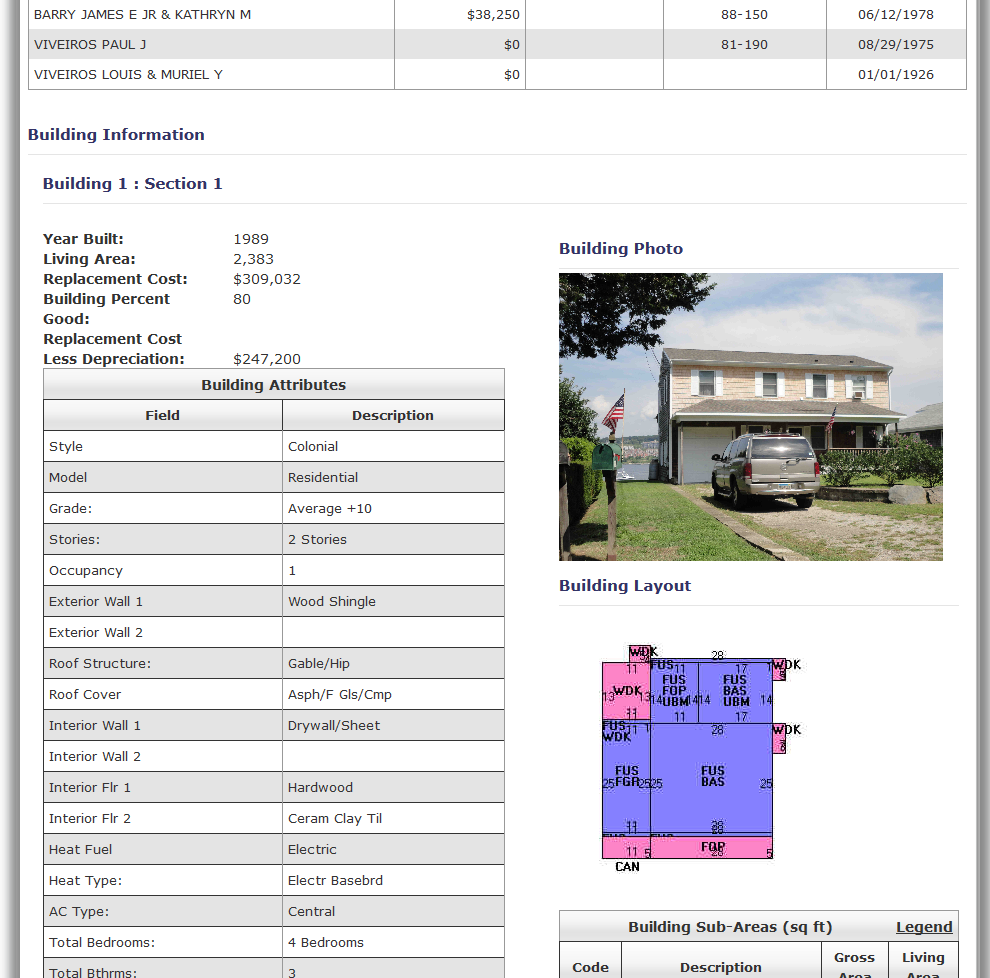 BARRY JAMES E JR & KATHRYN M $38,250 88-150 06/12/1978
VIVEIROS PAUL J $0 81-190 08/29/1975
VIVEIROS LOUIS & MURIEL Y $0 01/01/1926
Building Information
Building 1 : Section 1
Year Built: 1989
Living Area: 2,383
Replacement Cost: $309,032
Building Percent 80
Good:
Replacement Cost
Less Depreciation: $247,200
Building Attributes
Field Description
Style Colonial
Model Residential
Grade: Average +10
Stories: 2 Stories
Occupancy 1
Exterior Wall 1 Wood Shingle
Exterior Wall 2
Roof Structure: Gable/Hip
Roof Cover Asph/F Gls/Cmp
Interior Wall 1 Drywall/Sheet
Interior Wall 2
Interior Flr 1 Hardwood
Interior Flr 2 Ceram Clay Til
Heat Fuel Electric
Heat Type: Electr Basebrd
AC Type: Central
Total Bedrooms: 4 Bedrooms
Total Bthrms: 3
Building Photo
Building Layout
WDK 28
11 FUS 11 17 WDK
FUS FUS
13 WDK 13 FOP BAS
14 UBM 14 14 UBM 14
11 11 17
FUS 11 28 WDK
WDK
FUS FUS
25 FGR 25 25 BAS 25
11 28
FOP
11 5 28 5
CAN
Building Sub-Areas (sq ft) Legend
Code Description Gross Area Living Area